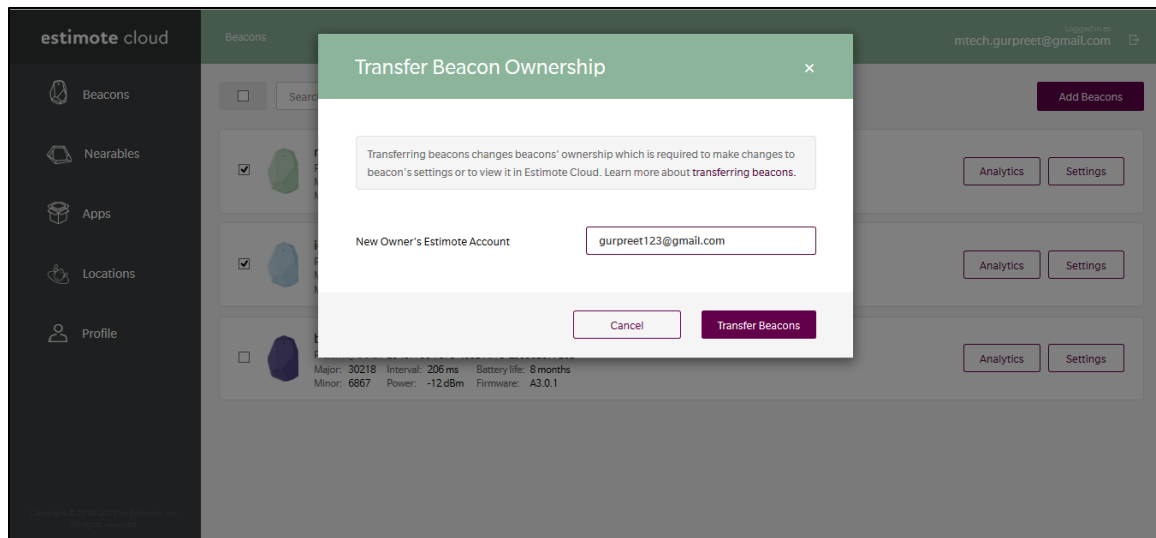 estimote cloud
Beacons
Logged in as
mtech.gurpreet@gmail.com
Transfer Beacon Ownership
×
Beacons
Nearables
Apps
Locations
Profile
Add Beacons
Transferring beacons changes beacons' ownership which is required to make changes to
beacon's settings or to view it in Estimote Cloud. Learn more about transferring beacons.
Analytics
Settings
New Owner's Estimote Account
gurpreet123@gmail.com
Analytics
Settings
Cancel
Transfer Beacons
Analytics
Settings
Major: 30218 Interval: 206 ms Battery life: 8 months
Minor: 6867 Power: -12 dBm Firmware: A3.0.1
All rights reserved